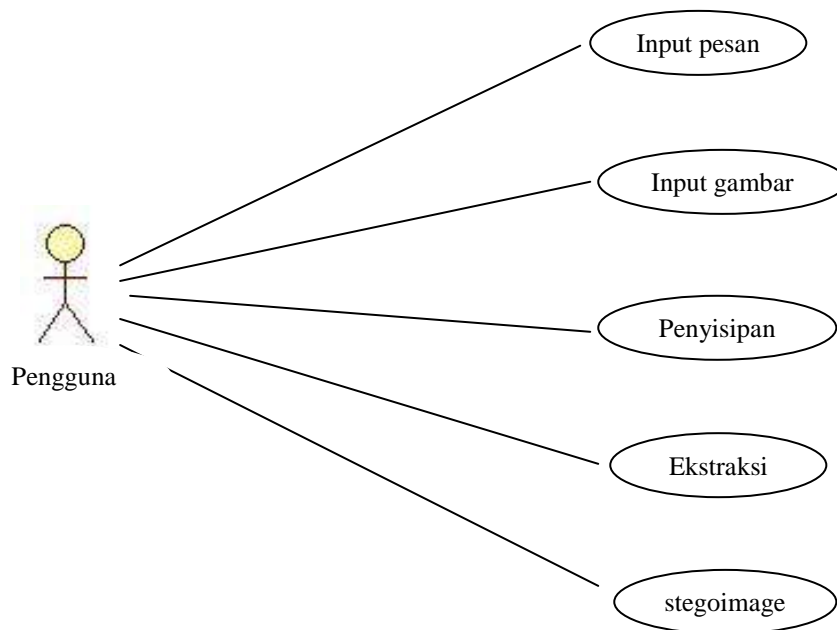 Input pesan
Input gambar
Pengguna
Penyisipan
Ekstraksi
stegoimage